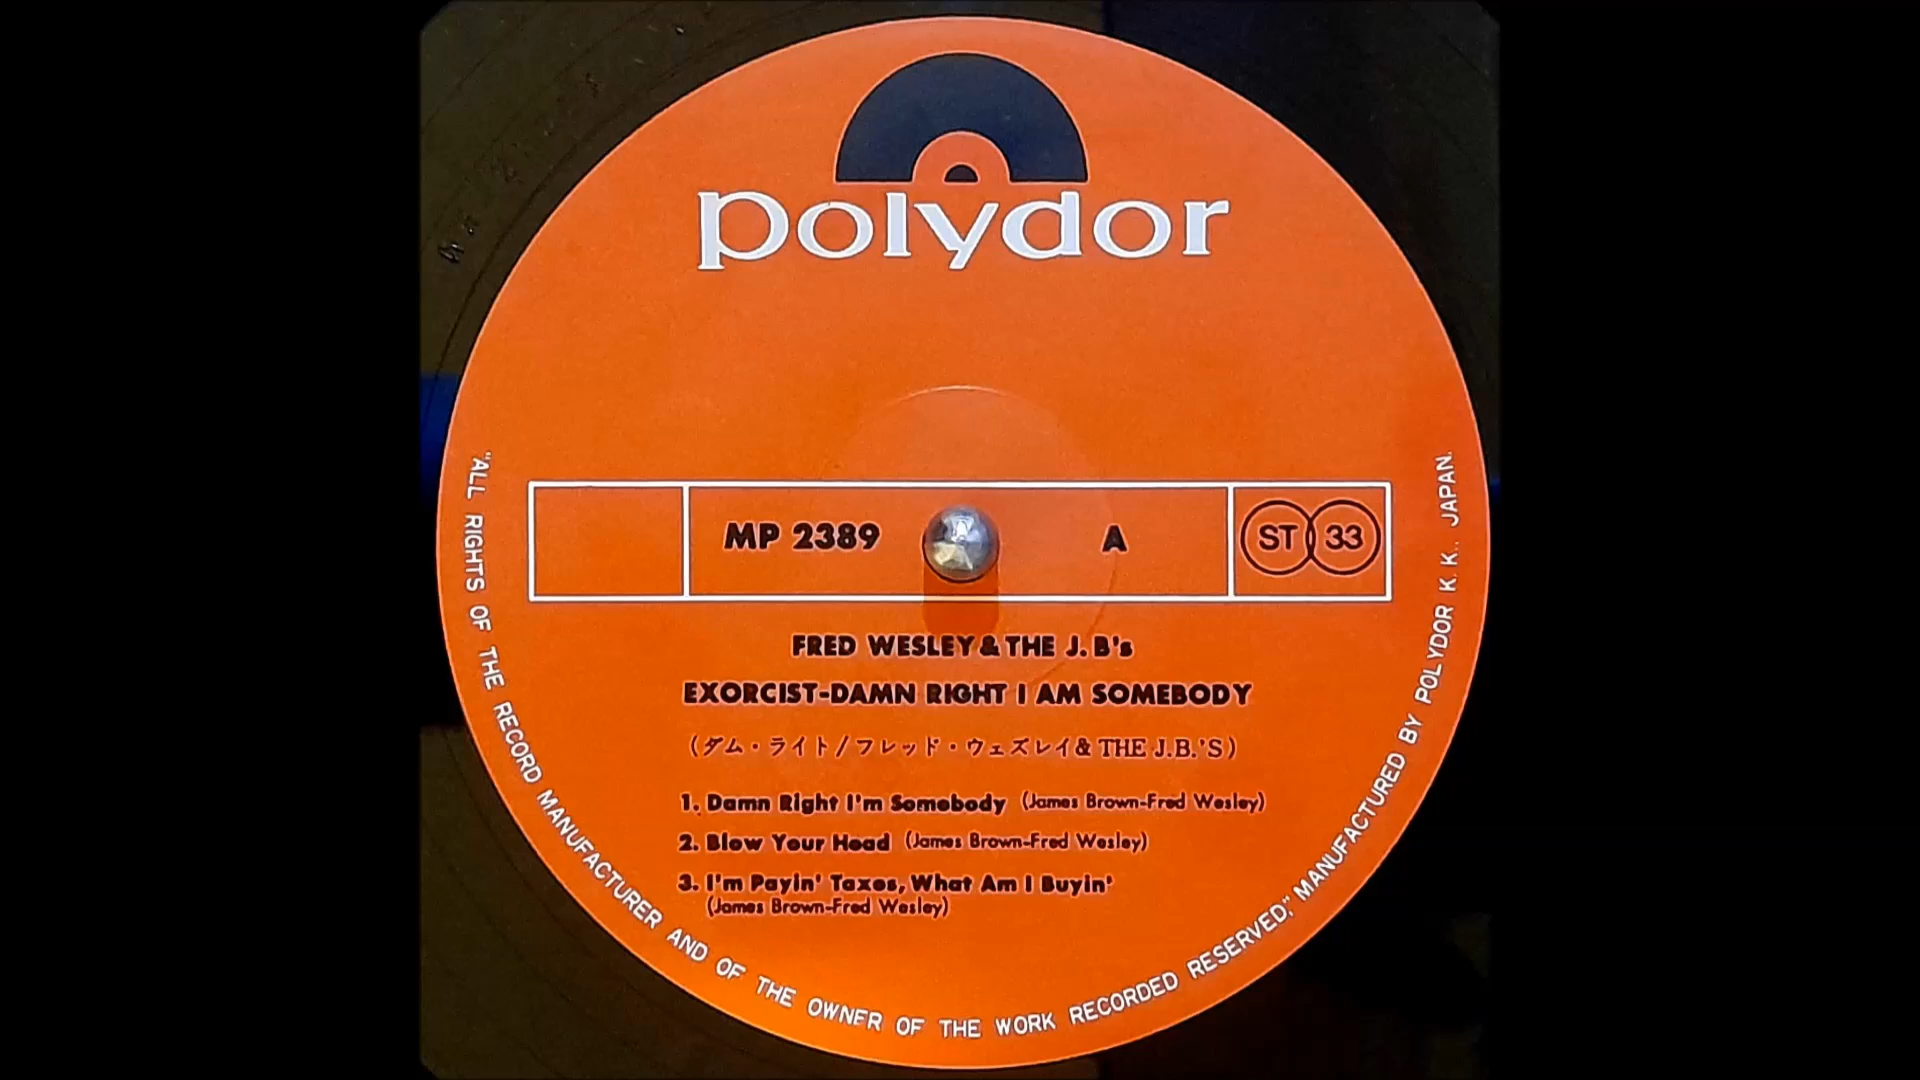 polydor
MP 2389
A
ST 33
FRED WESLEY & THE J.B's
EXORCIST-DAMN RIGHT I AM SOMEBODY
(ダム・ライト/フレッド・ウェズレイ& THE J.B.'S)
1. Damn Right I'm Somebody (James Brown-Fred Wesley)
2. Blow Your Head (James Brown-Fred Wesley)
3. I'm Payin' Taxes, What Am I Buyin'
(James Brown-Fred Wesley)
"ALL RIGHTS OF THE RECORD MANUFACTURER AND OF THE OWNER OF THE WORK RECORDED RESERVED;" MANUFACTURED BY POLYDOR K.K., JAPAN.